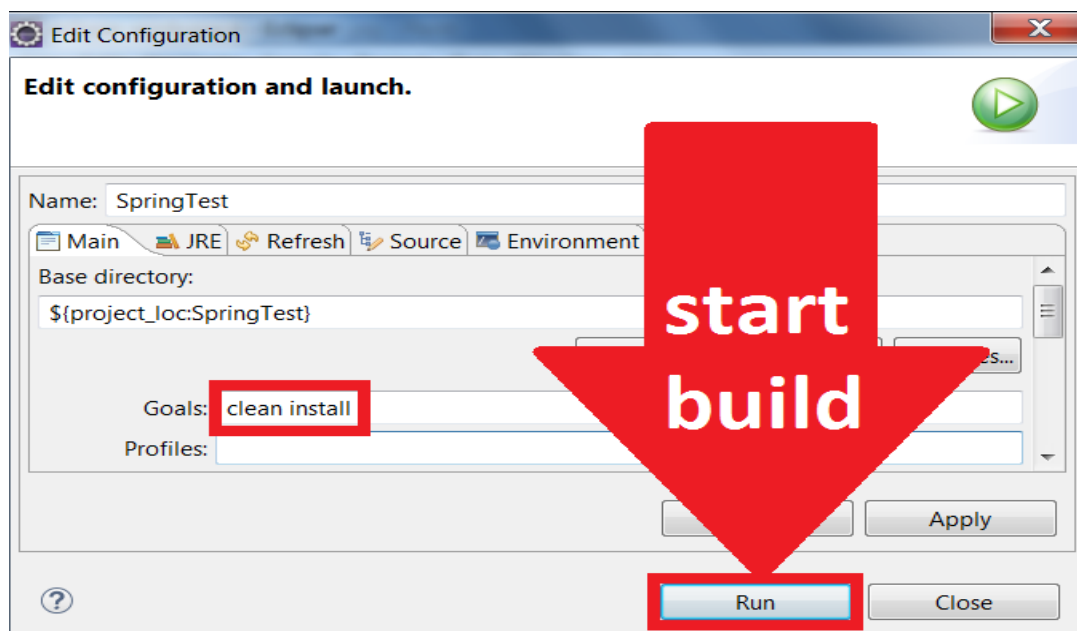 Edit Configuration
Edit configuration and launch.
Name: SpringTest
Main JRE Refresh Source Environment
Base directory:
${project_loc:SpringTest}
start
build
Goals: clean install
Profiles:
Apply
Run Close